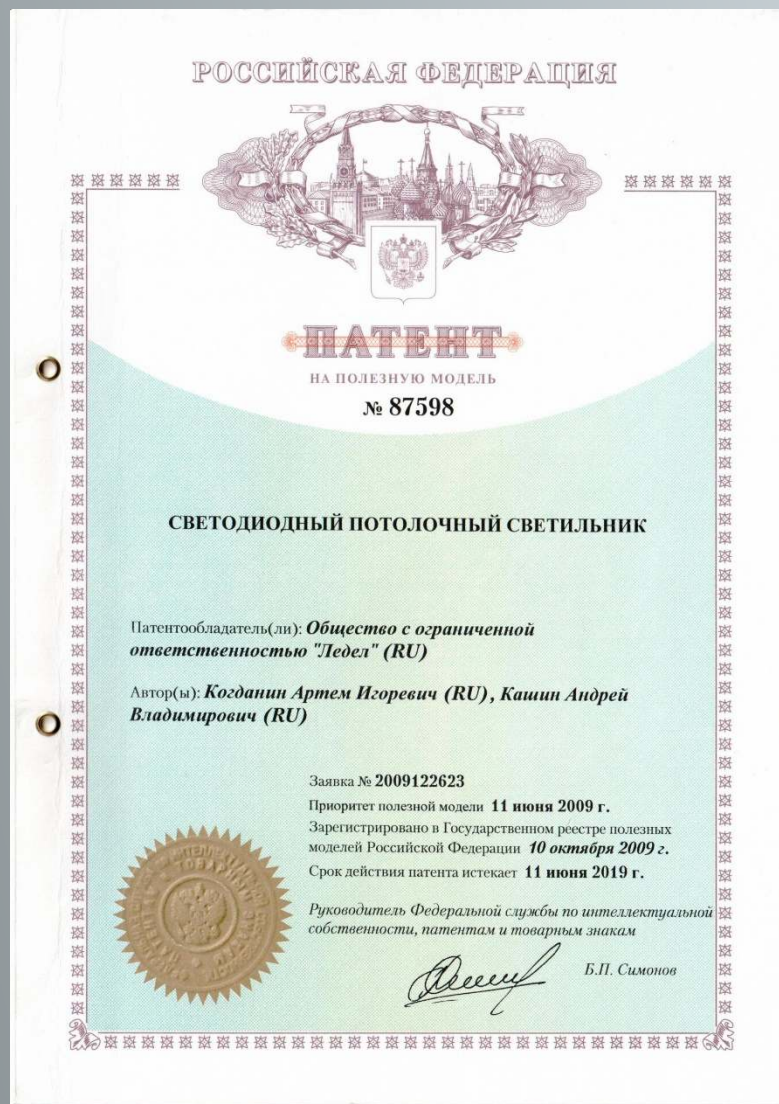 РОССИЙСКАЯ ФЕДЕРАЦИЯ
ПАТЕНТ
НА ПОЛЕЗНУЮ МОДЕЛЬ
№ 87598
СВЕТОДИОДНЫЙ ПОТОЛОЧНЫЙ СВЕТИЛЬНИК
Патентообладатель(ли): Общество с ограниченной
ответственностью "Ледел" (RU)
Автор(ы): Когданин Артем Игоревич (RU), Кашин Андрей
Владимирович (RU)
Заявка № 2009122623
Приоритет полезной модели 11 июня 2009 г.
Зарегистрировано в Государственном реестре полезных
моделей Российской Федерации 10 октября 2009 г.
Срок действия патента истекает 11 июня 2019 г.
Руководитель Федеральной службы по интеллектуальной
собственности, патентам и товарным знакам
Б.П. Симонов